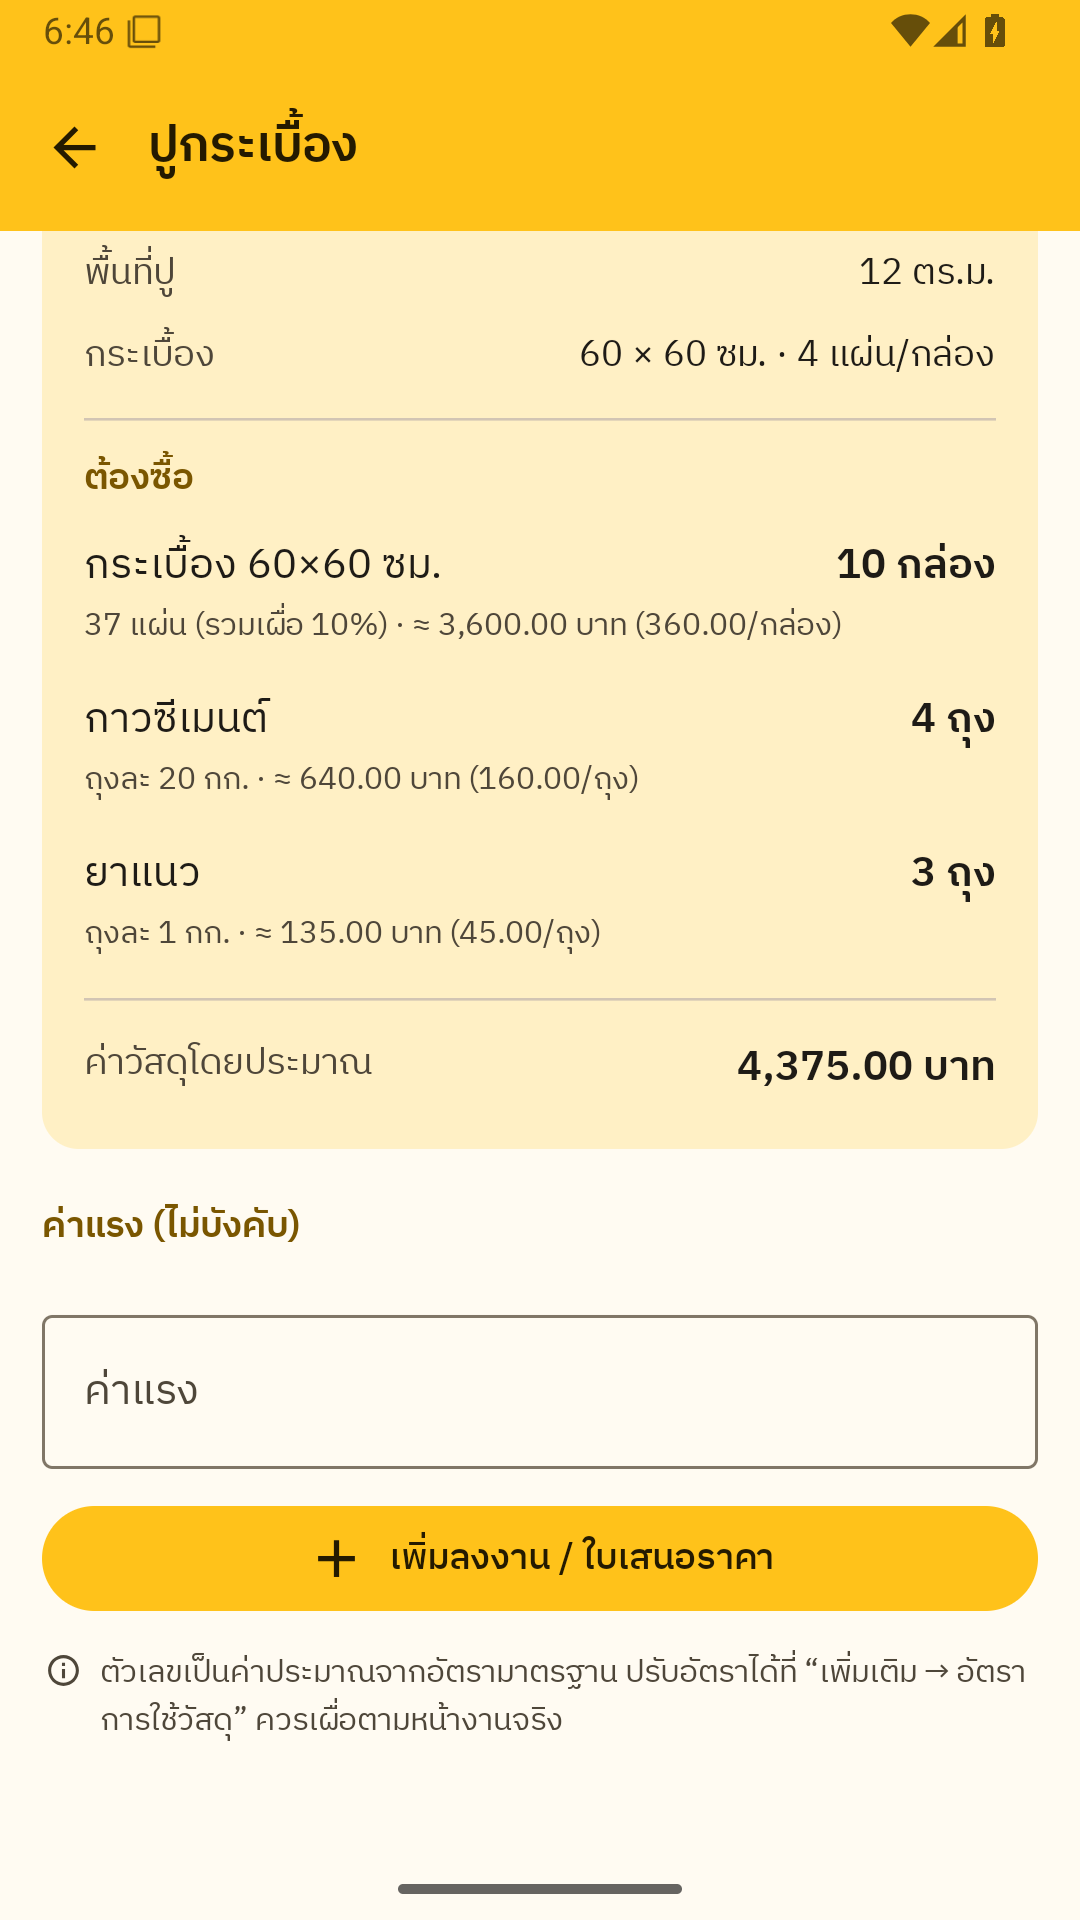 6:46
ปูกระเบื้อง
พื้นที่ปู 12 ตร.ม.
กระเบื้อง 60 × 60 ซม. · 4 แผ่น/กล่อง
ต้องซื้อ
กระเบื้อง 60×60 ซม. 10 กล่อง
37 แผ่น (รวมเผื่อ 10%) · ≈ 3,600.00 บาท (360.00/กล่อง)
กาวซีเมนต์ 4 ถุง
ถุงละ 20 กก. · ≈ 640.00 บาท (160.00/ถุง)
ยาแนว 3 ถุง
ถุงละ 1 กก. · ≈ 135.00 บาท (45.00/ถุง)
ค่าวัสดุโดยประมาณ 4,375.00 บาท
ค่าแรง (ไม่บังคับ)
ค่าแรง
เพิ่มลงงาน / ใบเสนอราคา
ตัวเลขเป็นค่าประมาณจากอัตรามาตรฐาน ปรับอัตราได้ที่ “เพิ่มเติม → อัตรา
การใช้วัสดุ” ควรเผื่อตามหน้างานจริง